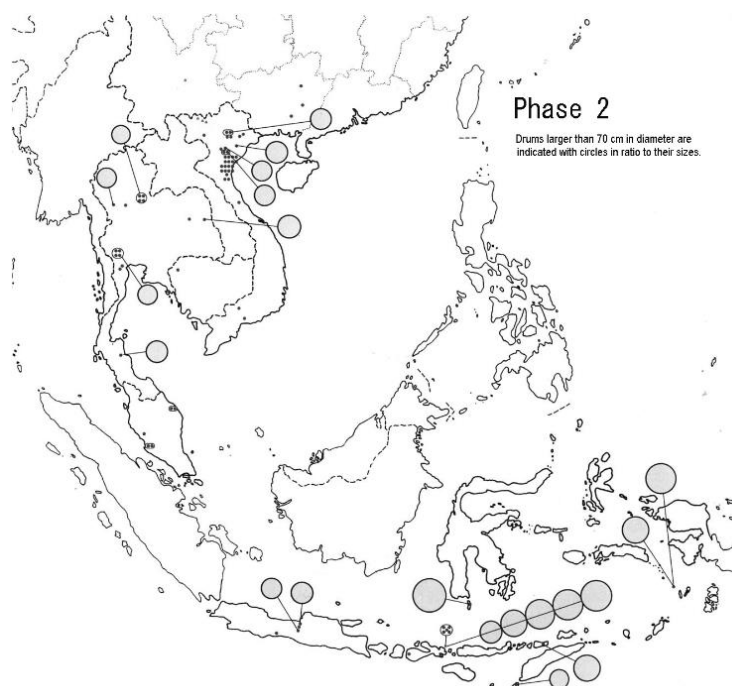 Phase 2
Drums larger than 70 cm in diameter are
indicated with circles in ratio to their sizes.